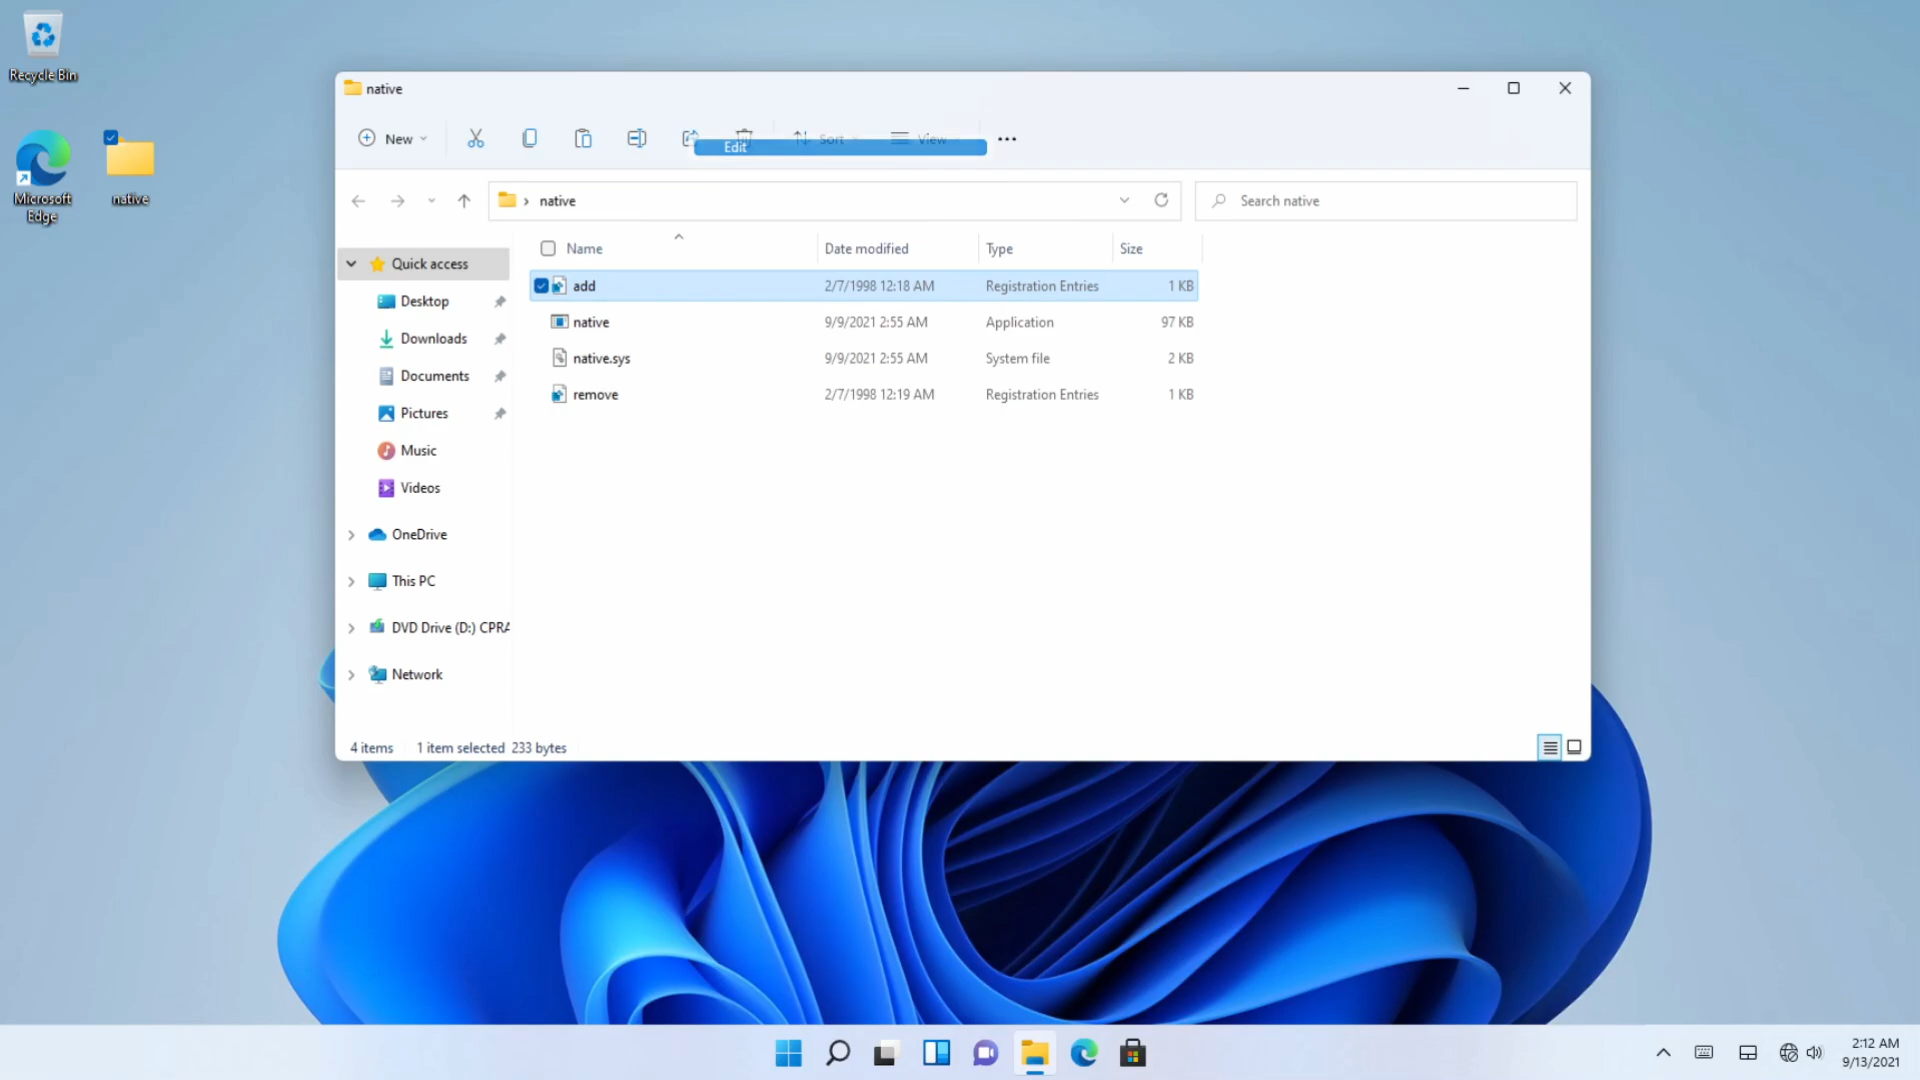 Recycle Bin
Microsoft
Edge
native
native
New
Sort
View
Edit
native
Search native
Name
Date modified
Type
Size
add
2/7/1998 12:18 AM
Registration Entries
1 KB
native
9/9/2021 2:55 AM
Application
97 KB
native.sys
9/9/2021 2:55 AM
System file
2 KB
remove
2/7/1998 12:19 AM
Registration Entries
1 KB
Quick access
Desktop
Downloads
Documents
Pictures
Music
Videos
OneDrive
This PC
DVD Drive (D:) CPRA
Network
4 items
1 item selected 233 bytes
2:12 AM
9/13/2021